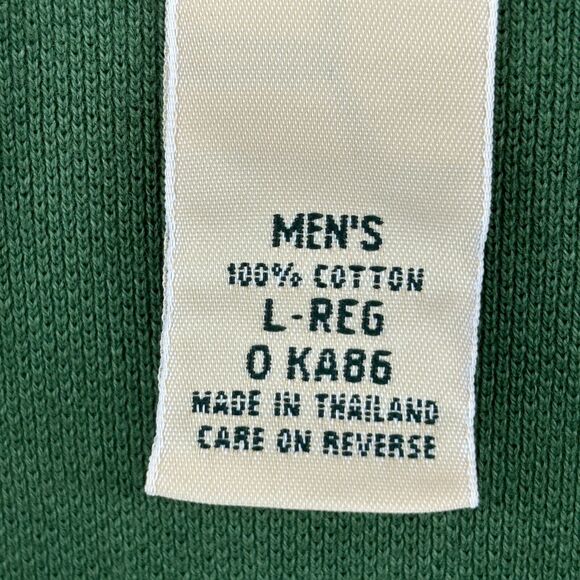 MEN'S
100% COTTON
L-REG
0 KA86
MADE IN THAILAND
CARE ON REVERSE